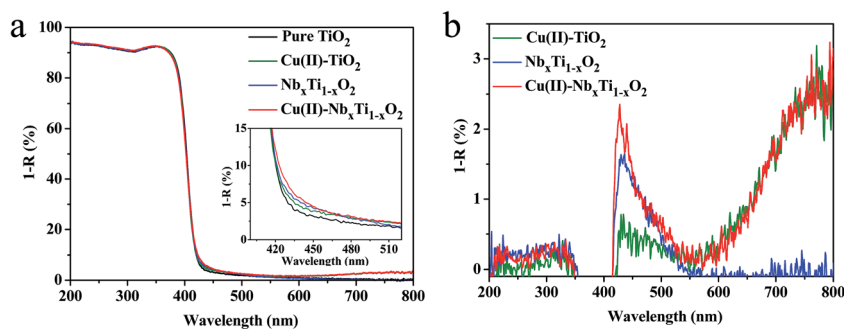 a
Pure TiO2
Cu(II)-TiO2
NbxTi1-xO2
Cu(II)-NbxTi1-xO2
1-R (%)
100
80
60
40
20
0
200 300 400 500 600 700 800
Wavelength (nm)
1-R (%)
15
10
5
0
420 450 480 510
Wavelength (nm)
b
Cu(II)-TiO2
NbxTi1-xO2
Cu(II)-NbxTi1-xO2
1-R (%)
3
2
1
0
200 300 400 500 600 700 800
Wavelength (nm)